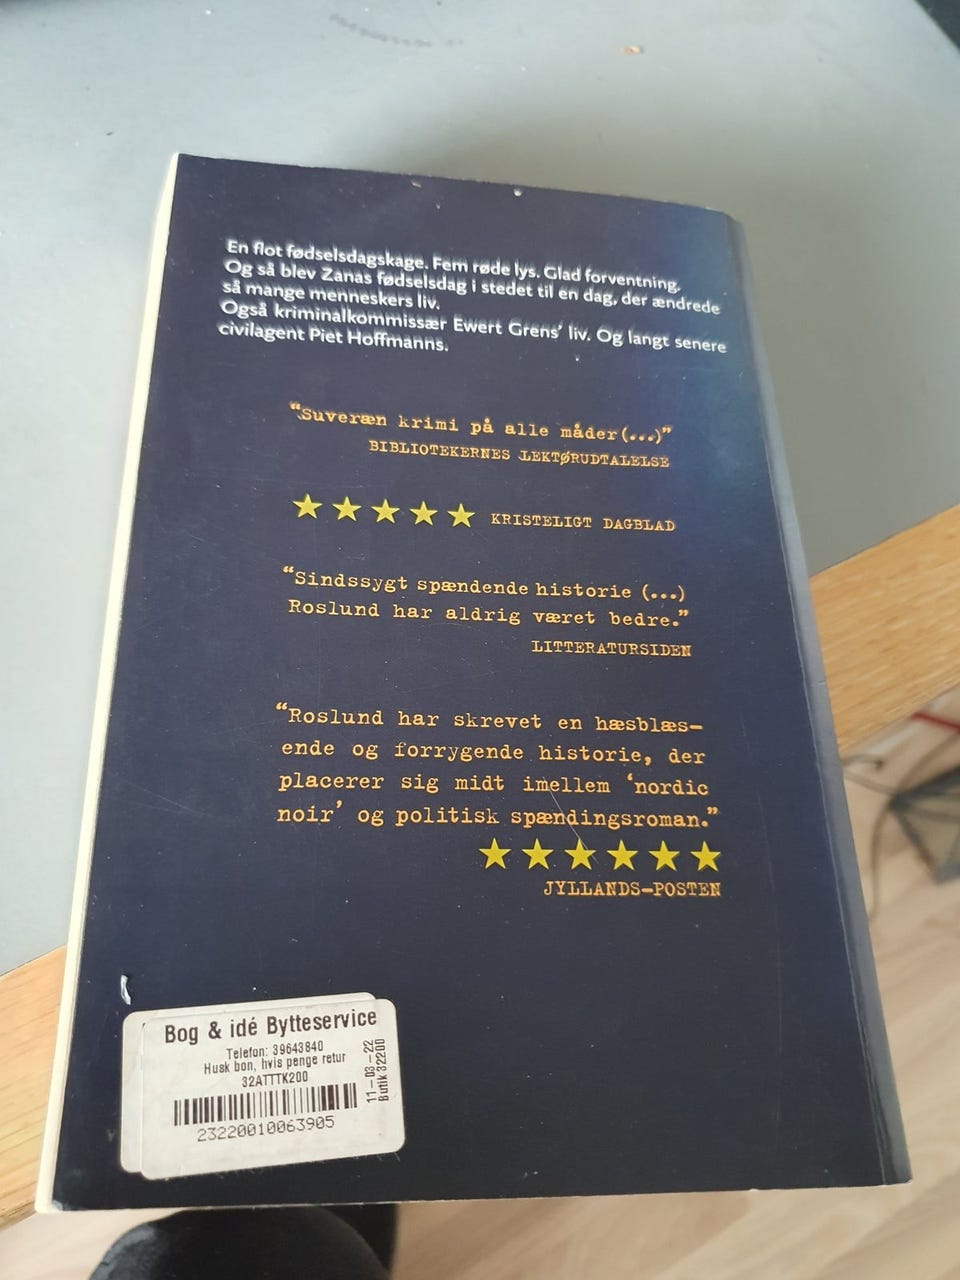 En flot fødselsdagskage. Fem røde lys. Glad forventning.
Og så blev Zanas fødselsdag i stedet til en dag, der ændrede
så mange menneskers liv.
Også kriminalkommissær Ewert Grens' liv. Og langt senere
civilagent Piet Hoffmanns.
"Suveræn krimi på alle måder(...)"
BIBLIOTEKERNES LEKTØRUDTALELSE
KRISTELIGT DAGBLAD
"Sindssygt spændende historie (...)
Roslund har aldrig været bedre."
LITTERATURSIDEN
"Roslund har skrevet en hæsblæs-
ende og forrygende historie, der
placerer sig midt imellem 'nordic
noir' og politisk spændingsroman."
JYLLANDS-POSTEN
Bog & idé Bytteservice
Telefon: 39643840
Husk bon, hvis penge retur
32ATTTK200
23220010063905
11-03-22
Butik 32200